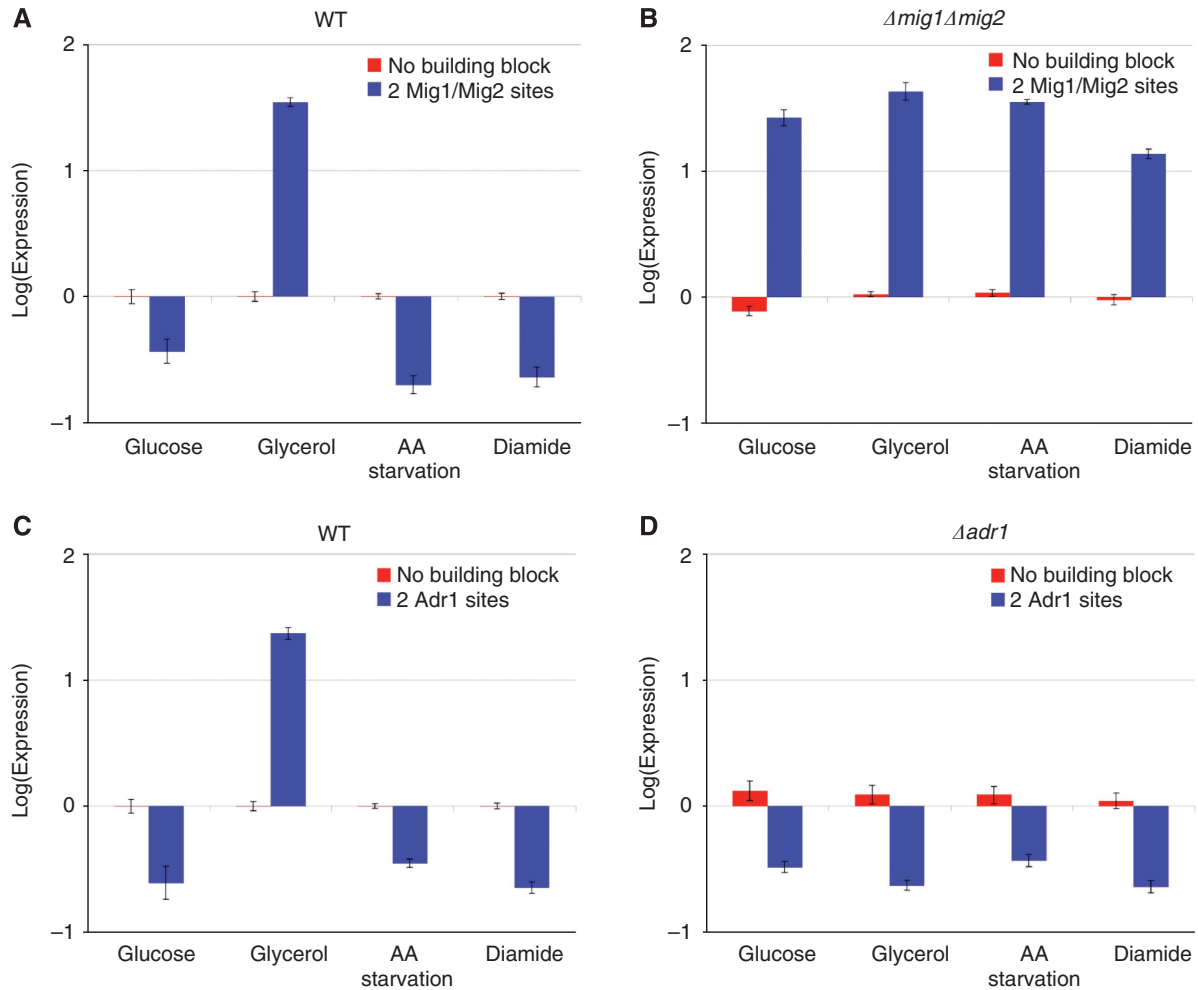 A
WT
2
No building block
2 Mig1/Mig2 sites
1
0
–1
Log(Expression)
Glucose
Glycerol
AA
starvation
Diamide
B
Δmig1Δmig2
2
No building block
2 Mig1/Mig2 sites
1
0
–1
Log(Expression)
Glucose
Glycerol
AA
starvation
Diamide
C
WT
2
No building block
2 Adr1 sites
1
0
–1
Log(Expression)
Glucose
Glycerol
AA
starvation
Diamide
D
Δadr1
2
No building block
2 Adr1 sites
1
0
–1
Log(Expression)
Glucose
Glycerol
AA
starvation
Diamide